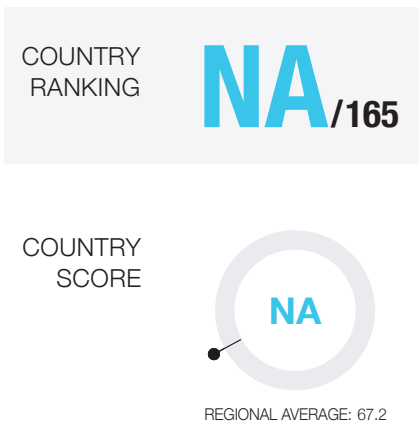 COUNTRY
RANKING
NA/165
COUNTRY
SCORE
NA
REGIONAL AVERAGE: 67.2